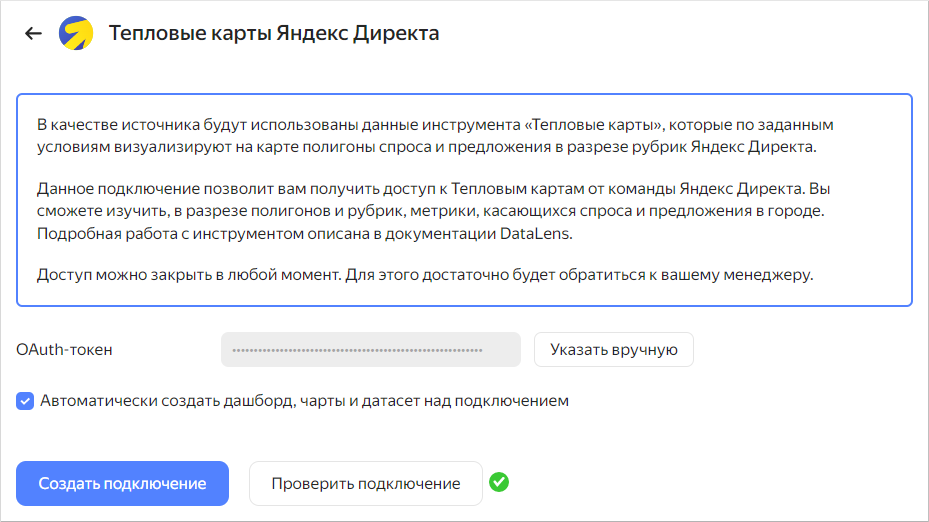 Тепловые карты Яндекс Директа
В качестве источника будут использованы данные инструмента «Тепловые карты», которые по заданным
условиям визуализируют на карте полигоны спроса и предложения в разрезе рубрик Яндекс Директа.
Данное подключение позволит вам получить доступ к Тепловым картам от команды Яндекс Директа. Вы
сможете изучить, в разрезе полигонов и рубрик, метрики, касающихся спроса и предложения в городе.
Подробная работа с инструментом описана в документации DataLens.
Доступ можно закрыть в любой момент. Для этого достаточно будет обратиться к вашему менеджеру.
OAuth-токен
Указать вручную
Автоматически создать дашборд, чарты и датасет над подключением
Создать подключение
Проверить подключение